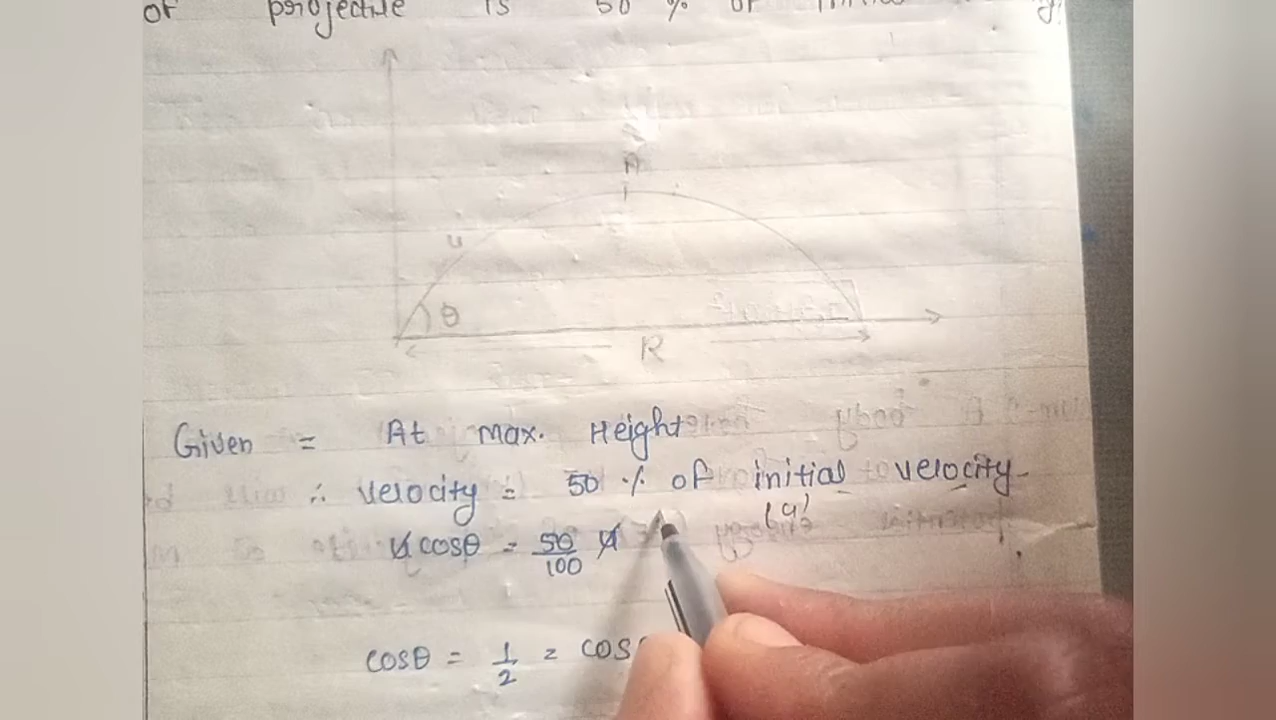 of projectile is 50 % of
u
θ
R
Given = At max. Height
∴ velocity = 50 % of initial velocity
(u)
u cosθ = 50/100 u
cosθ = 1/2 = cos